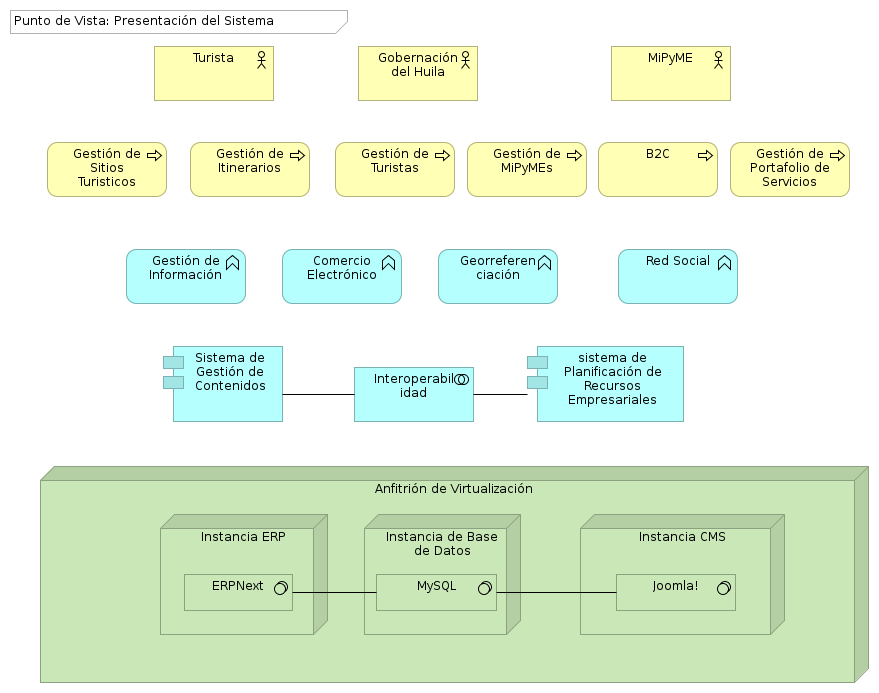 Punto de Vista: Presentación del Sistema
Turista
Gobernación
del Huila
MiPyME
Gestión de
Sitios
Turisticos
Gestión de
Itinerarios
Gestión de
Turistas
Gestión de
MiPyMEs
B2C
Gestión de
Portafolio de
Servicios
Gestión de
Información
Comercio
Electrónico
Georreferen
ciación
Red Social
Sistema de
Gestión de
Contenidos
Interoperabil
idad
sistema de
Planificación de
Recursos
Empresariales
Anfitrión de Virtualización
Instancia ERP
Instancia de Base
de Datos
Instancia CMS
ERPNext
MySQL
Joomla!